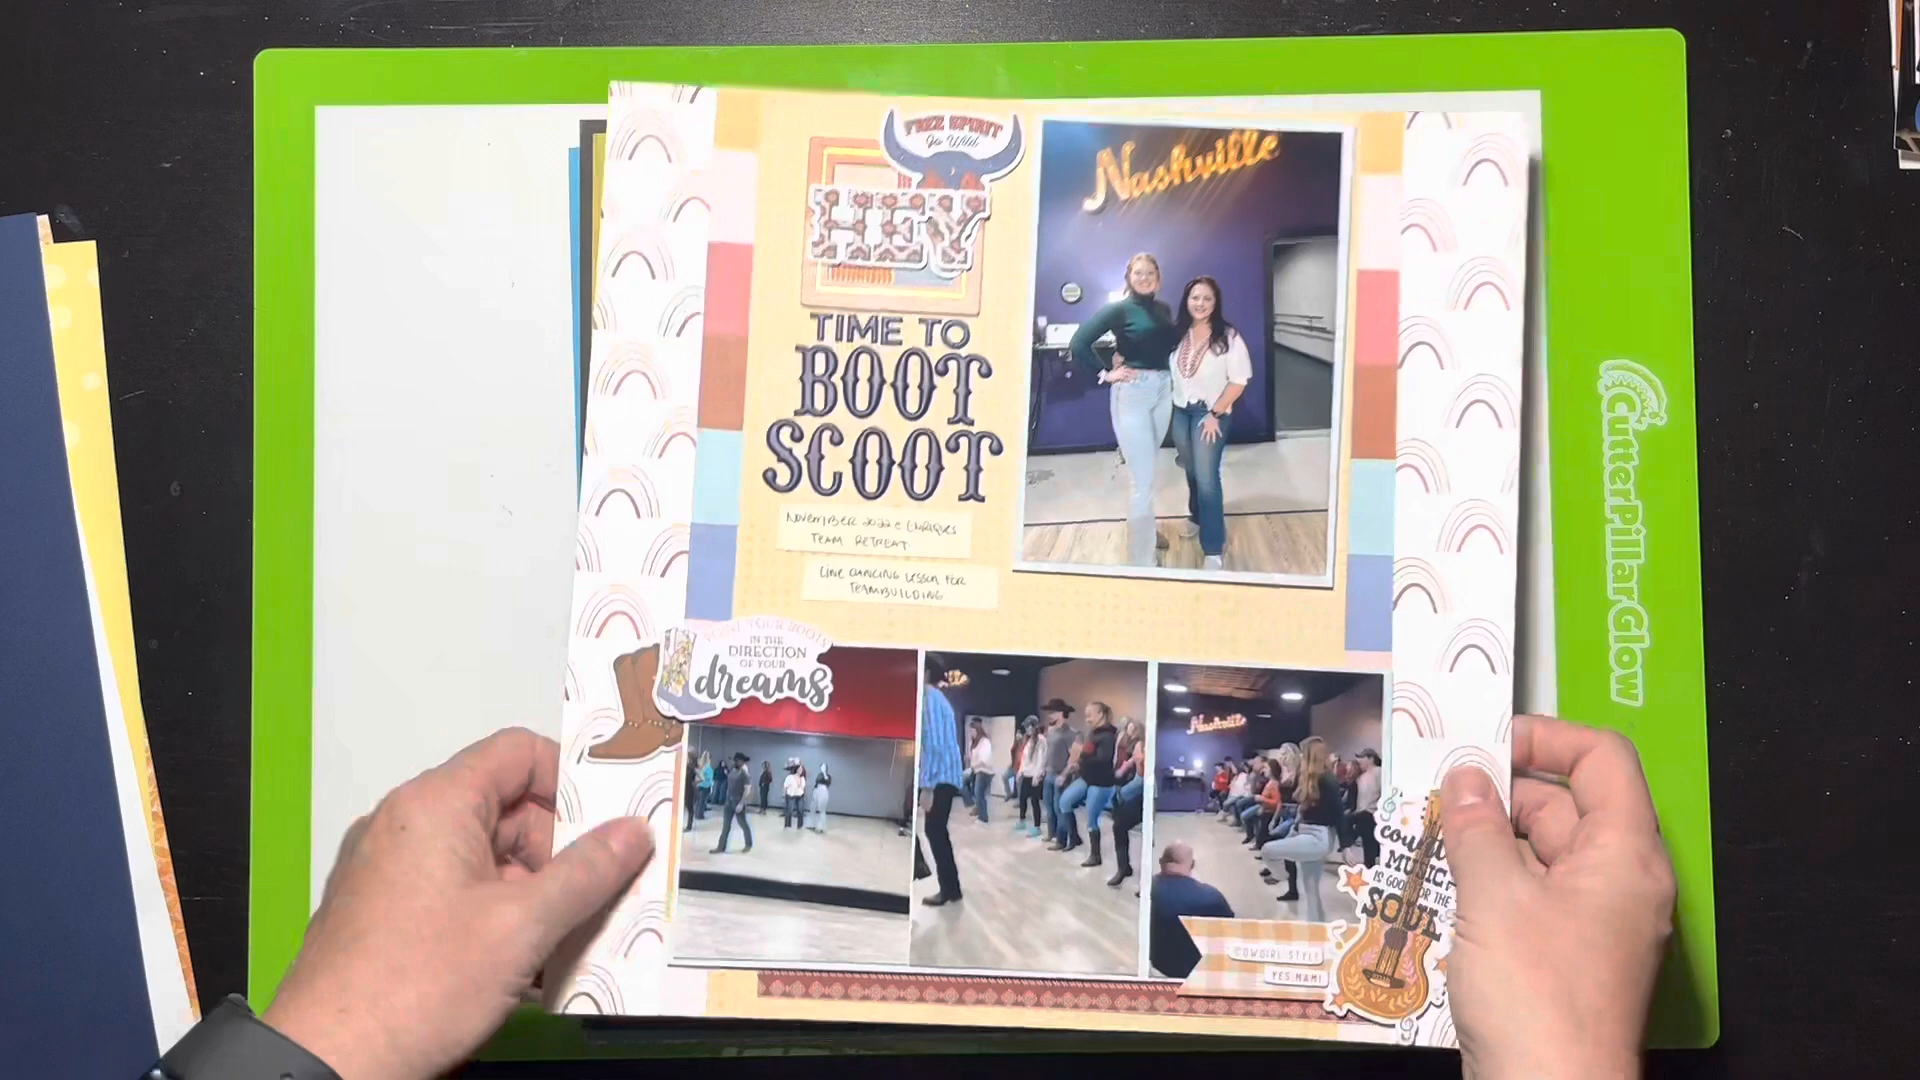 FREE SPIRIT
Go Wild
HEY
Nashville
TIME TO
BOOT
SCOOT
NOVEMBER 2022 @ ENRIQUES
TEAM RETREAT
LINE DANCING LESSON FOR
TEAMBUILDING
POINT YOUR BOOTS
IN THE
DIRECTION
OF YOUR
dreams
Nashville
MUSIC
IS GOOD FOR THE
SOUL
COWGIRL STYLE
YES MAM!
CutterPillarGlow